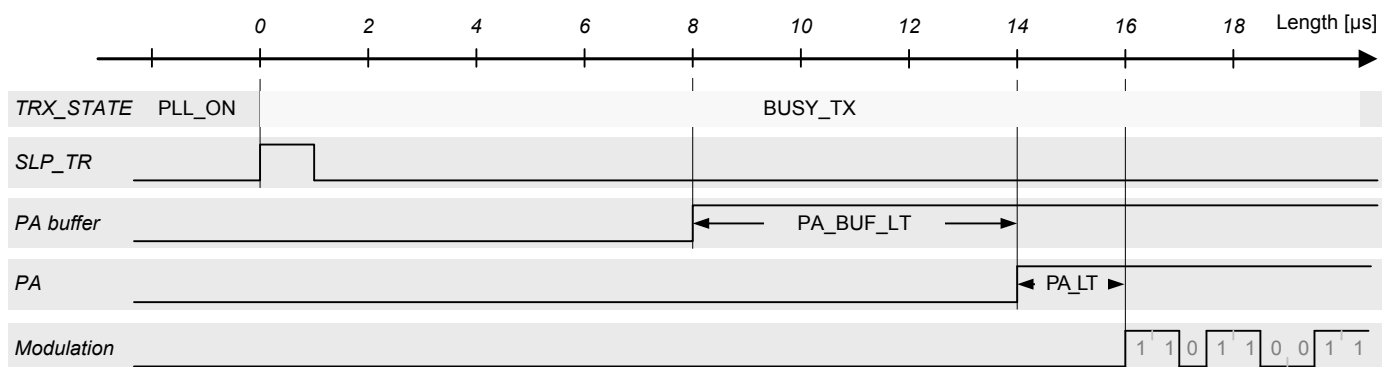 0 2 4 6 8 10 12 14 16 18 Length [µs]
TRX_STATE PLL_ON BUSY_TX
SLP_TR
PA buffer PA_BUF_LT
PA PA_LT
Modulation 1 1 0 1 1 0 0 1 1